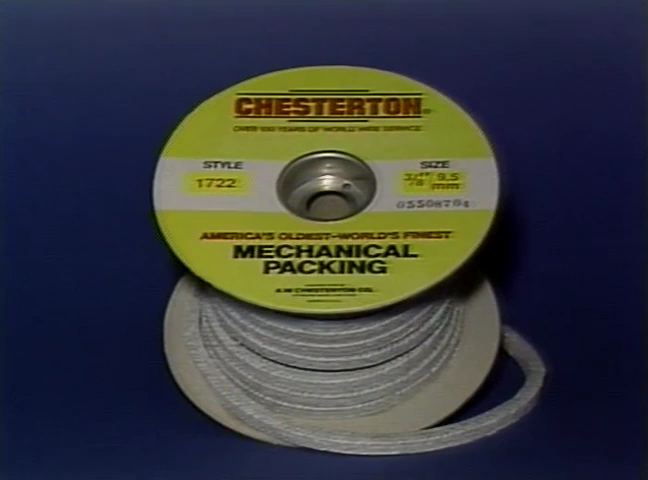 CHESTERTON
OVER 100 YEARS OF WORLD WIDE SERVICE
STYLE
1722
SIZE
3/8" 9.5
mm
0550870
AMERICA'S OLDEST-WORLD'S FINEST
MECHANICAL
PACKING
A.W. CHESTERTON CO.